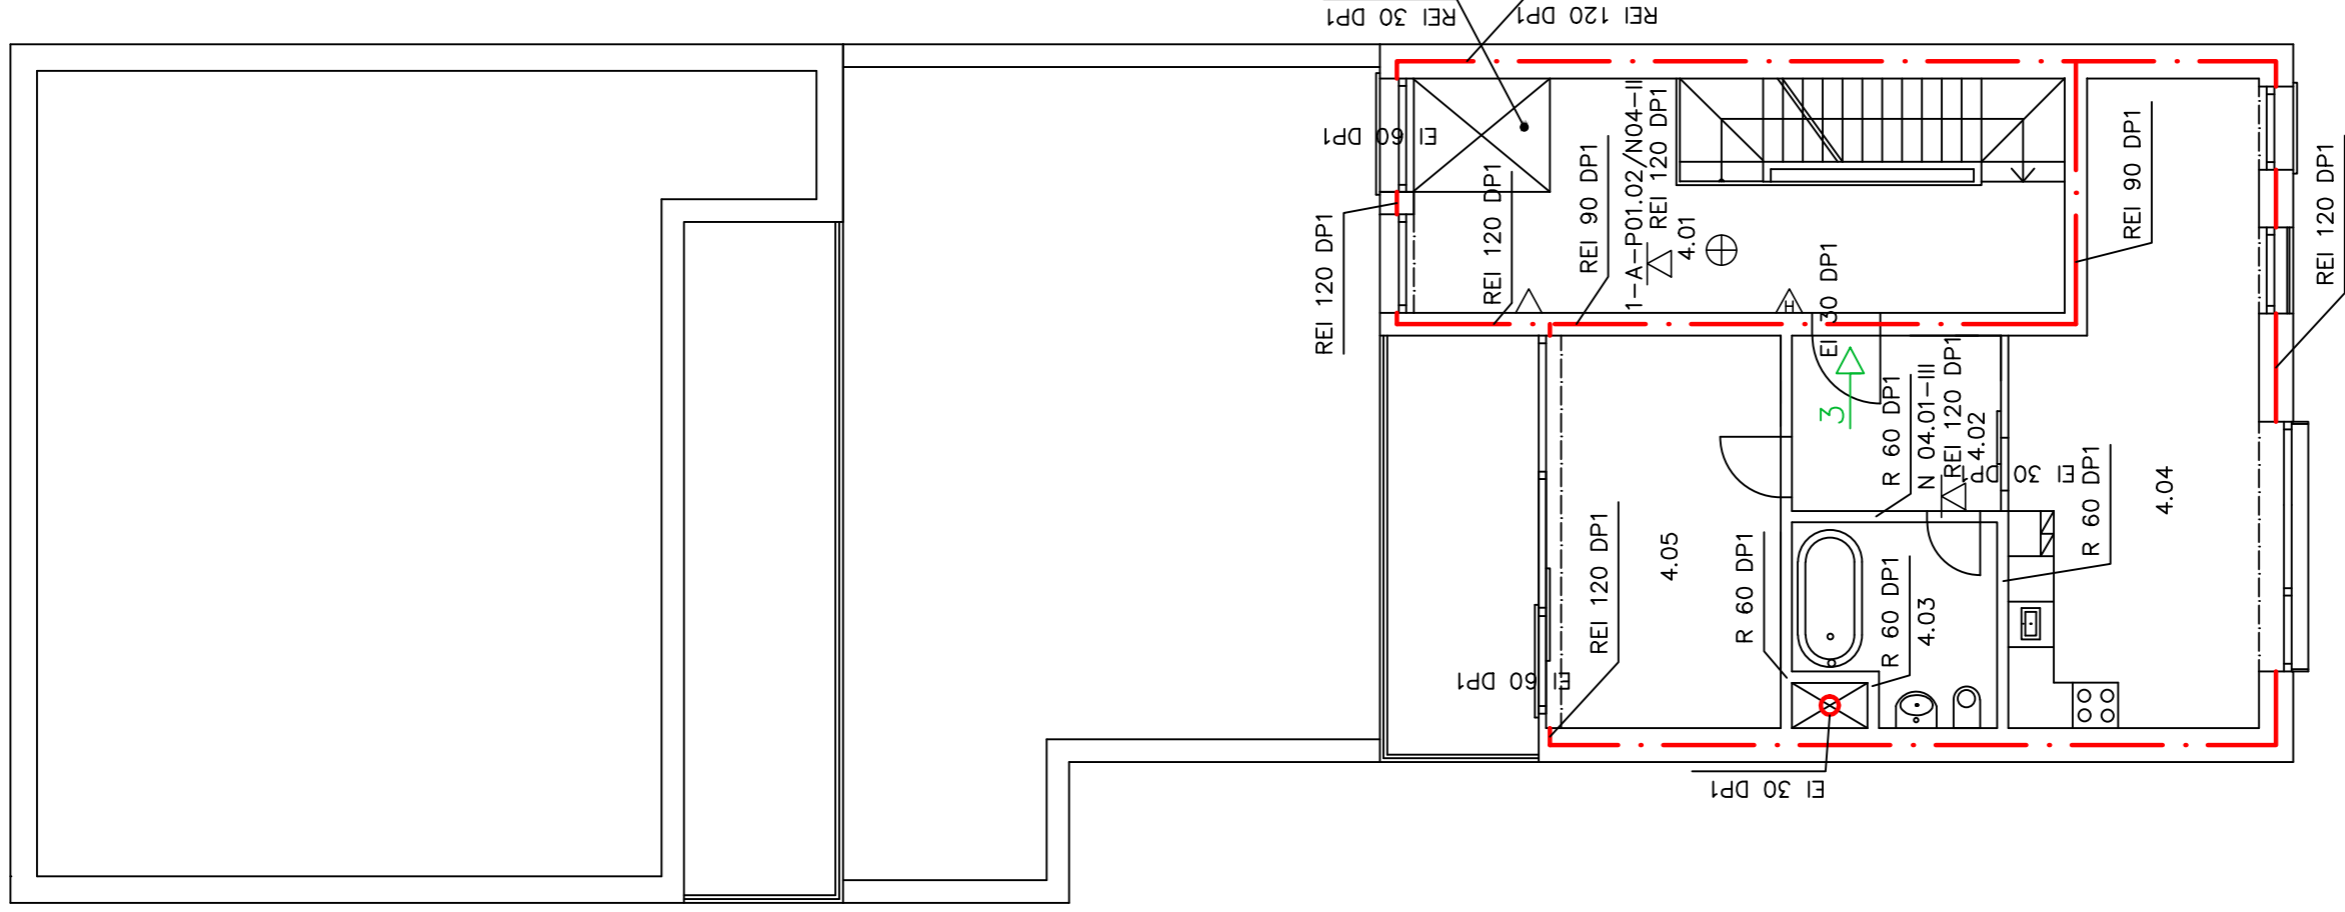 REI 30 DP1
REI 120 DP1
EI 60 DP1
REI 120 DP1
REI 120 DP1
REI 90 DP1
1-A-P01.02/N04-II
REI 120 DP1
4.01
H
EI 30 DP1
REI 90 DP1
REI 120 DP1
3
R 60 DP1
N 04.01-III
REI 120 DP1
4.02
EI 30 DP1
R 60 DP1
4.04
REI 120 DP1
4.05
R 60 DP1
R 60 DP1
4.03
EI 60 DP1
EI 30 DP1